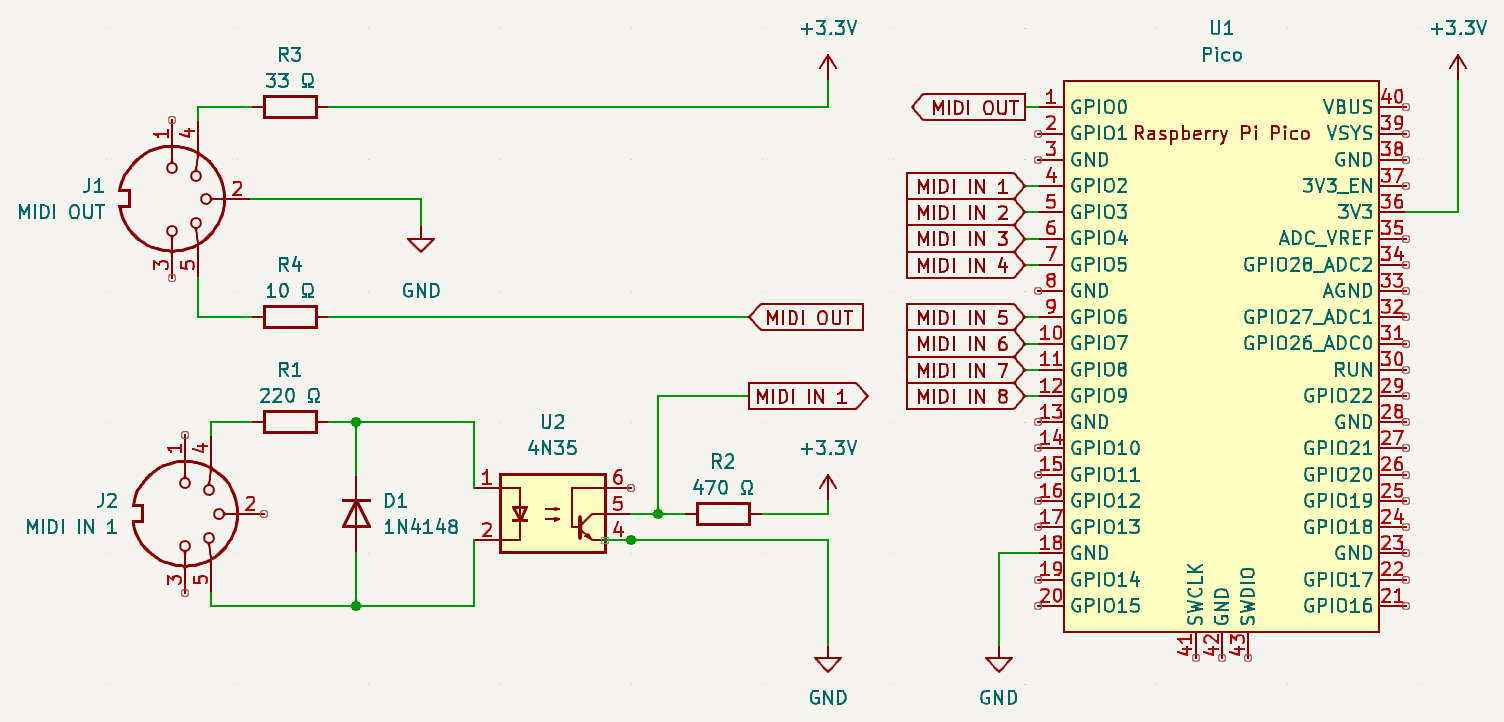 +3.3V
R3
33 Ω
1
4
J1
MIDI OUT
2
3
5
GND
R4
10 Ω
MIDI OUT
R1
220 Ω
1
4
J2
MIDI IN 1
2
3
5
D1
1N4148
U2
4N35
1
2
6
5
4
MIDI IN 1
R2
470 Ω
+3.3V
GND
U1
Pico
+3.3V
Raspberry Pi Pico
MIDI OUT 1 GPIO0
2 GPIO1
3 GND
MIDI IN 1 4 GPIO2
MIDI IN 2 5 GPIO3
MIDI IN 3 6 GPIO4
MIDI IN 4 7 GPIO5
8 GND
MIDI IN 5 9 GPIO6
MIDI IN 6 10 GPIO7
MIDI IN 7 11 GPIO8
MIDI IN 8 12 GPIO9
13 GND
14 GPIO10
15 GPIO11
16 GPIO12
17 GPIO13
18 GND
19 GPIO14
20 GPIO15
VBUS 40
VSYS 39
GND 38
3V3_EN 37
3V3 36
ADC_VREF 35
GPIO28_ADC2 34
AGND 33
GPIO27_ADC1 32
GPIO26_ADC0 31
RUN 30
GPIO22 29
GND 28
GPIO21 27
GPIO20 26
GPIO19 25
GPIO18 24
GND 23
GPIO17 22
GPIO16 21
SWCLK 41
GND 42
SWDIO 43
GND